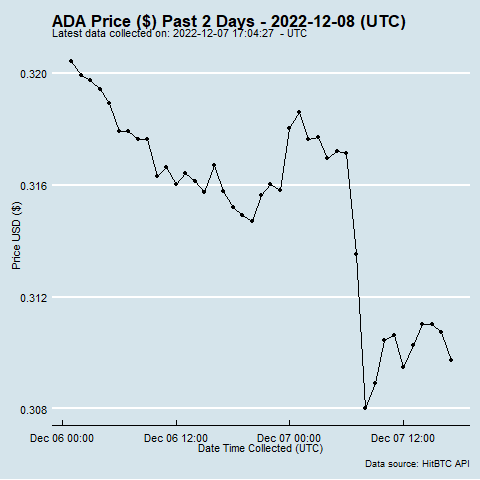 ADA Price ($) Past 2 Days - 2022-12-08 (UTC)
Latest data collected on: 2022-12-07 17:04:27  - UTC
0.320
0.316
0.312
0.308
Price USD ($)
Dec 06 00:00
Dec 06 12:00
Dec 07 00:00
Dec 07 12:00
Date Time Collected (UTC)
Data source: HitBTC API